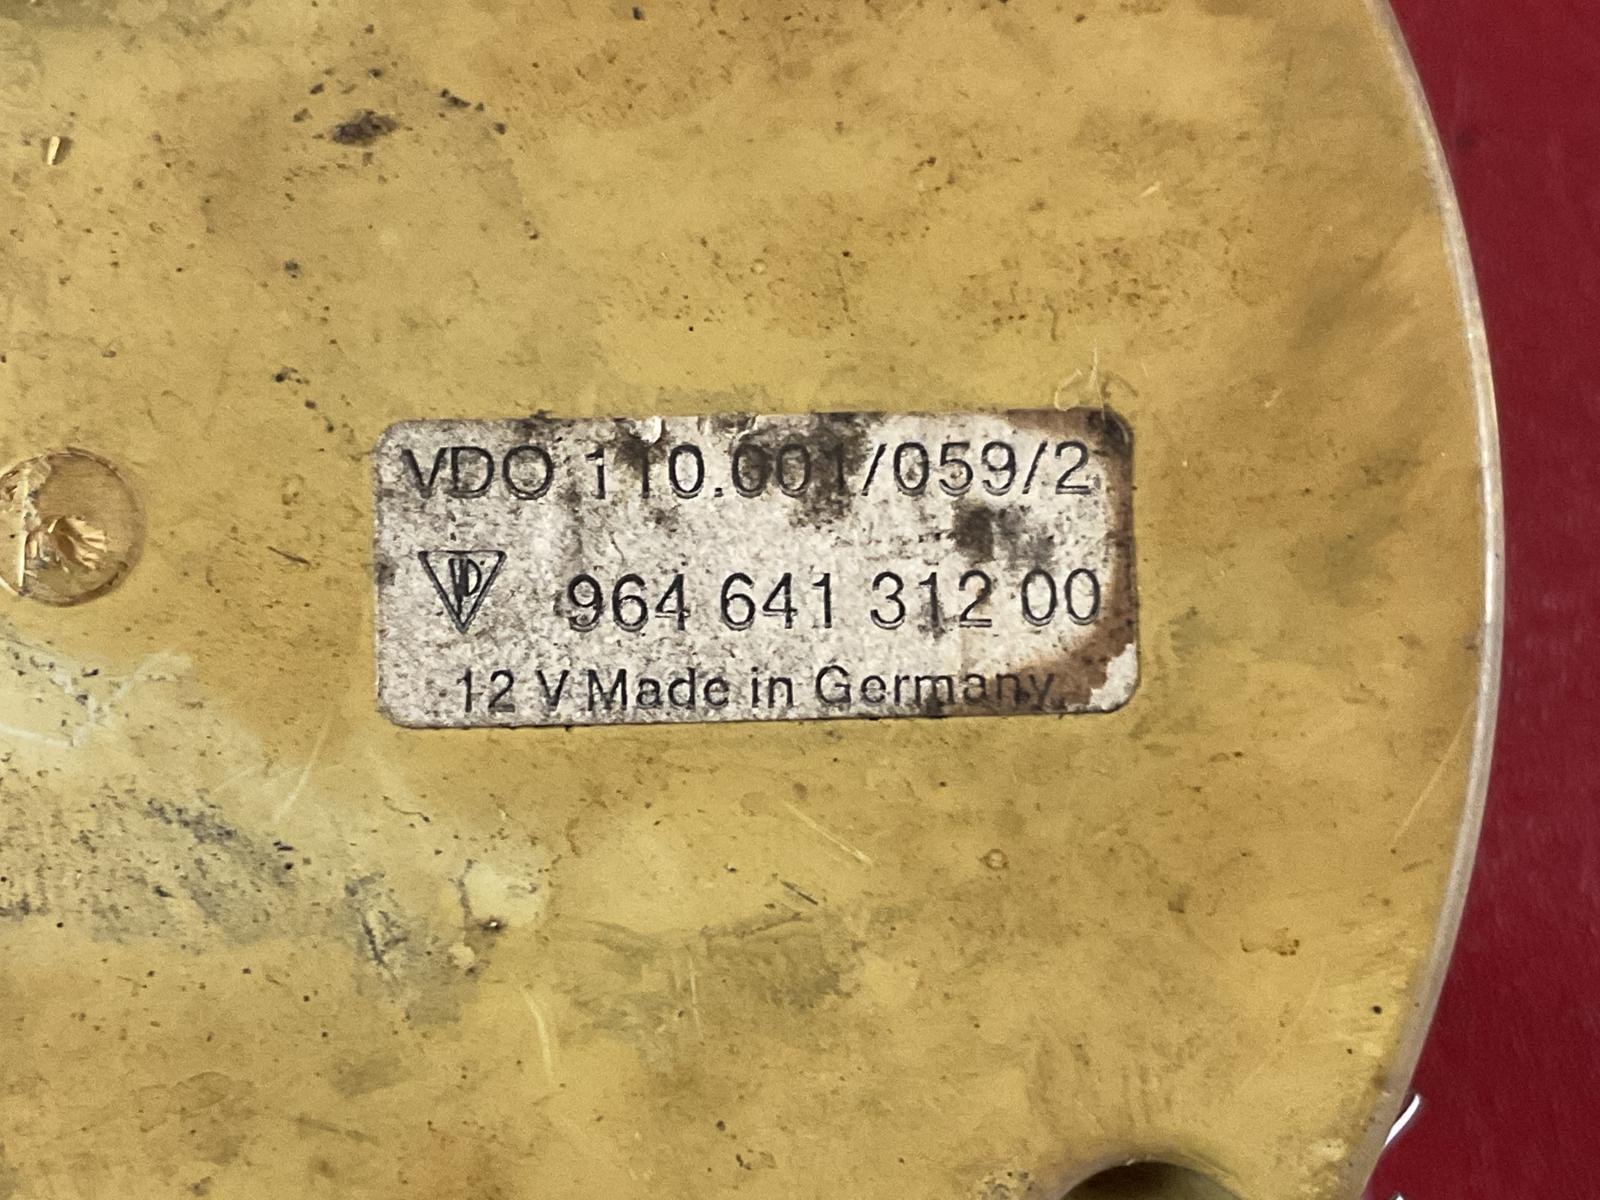 VDO 110.001/059/2
964 641 312 00
12 V Made in Germany